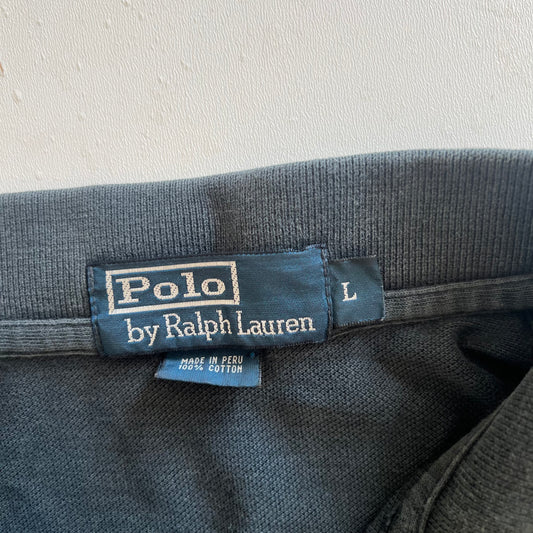 Polo
by Ralph Lauren
L
MADE IN PERU
100% COTTON